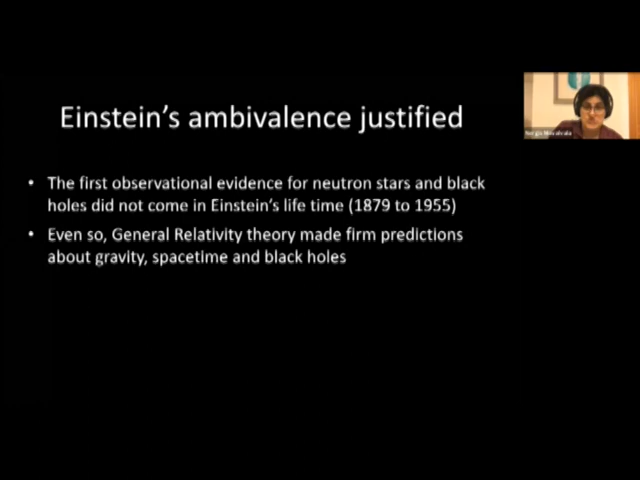 Einstein's ambivalence justified
• The first observational evidence for neutron stars and black
holes did not come in Einstein's life time (1879 to 1955)
• Even so, General Relativity theory made firm predictions
about gravity, spacetime and black holes